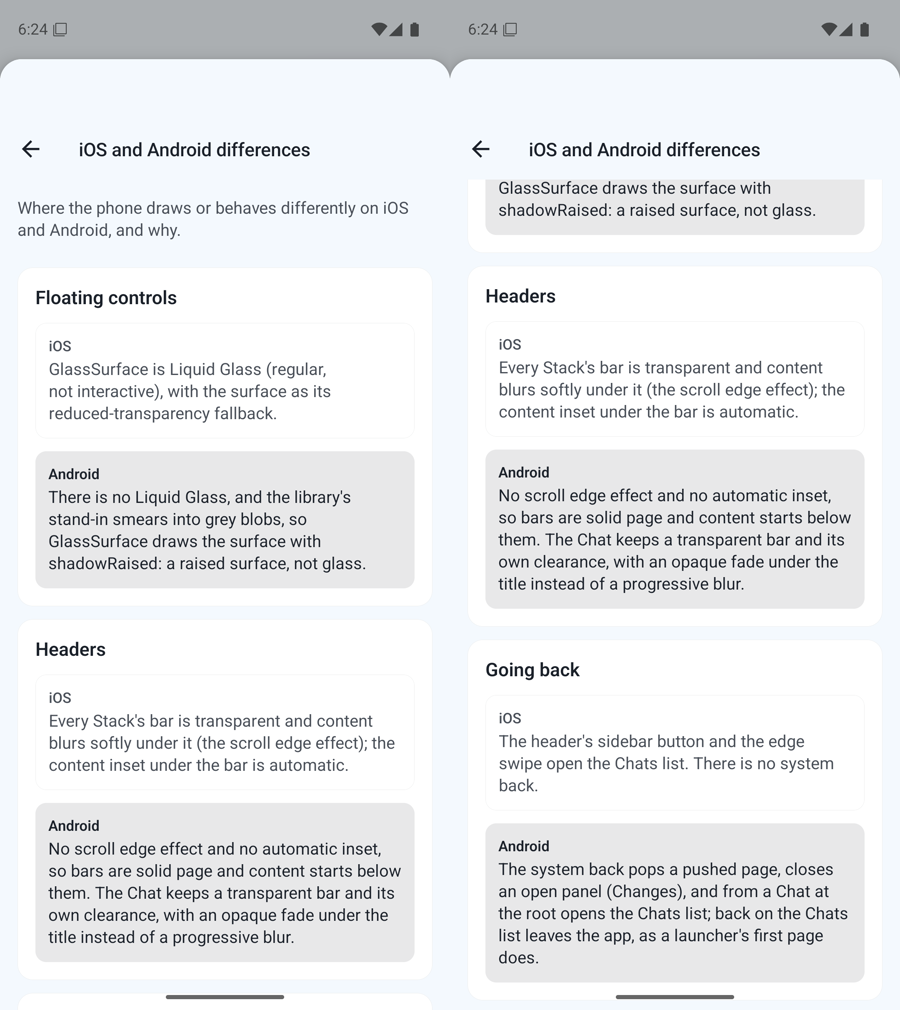 6:24
iOS and Android differences
Where the phone draws or behaves differently on iOS
and Android, and why.
Floating controls
iOS
GlassSurface is Liquid Glass (regular,
not interactive), with the surface as its
reduced-transparency fallback.
Android
There is no Liquid Glass, and the library's
stand-in smears into grey blobs, so
GlassSurface draws the surface with
shadowRaised: a raised surface, not glass.
Headers
iOS
Every Stack's bar is transparent and content
blurs softly under it (the scroll edge effect); the
content inset under the bar is automatic.
Android
No scroll edge effect and no automatic inset,
so bars are solid page and content starts below
them. The Chat keeps a transparent bar and its
own clearance, with an opaque fade under the
title instead of a progressive blur.
6:24
iOS and Android differences
GlassSurface draws the surface with
shadowRaised: a raised surface, not glass.
Headers
iOS
Every Stack's bar is transparent and content
blurs softly under it (the scroll edge effect); the
content inset under the bar is automatic.
Android
No scroll edge effect and no automatic inset,
so bars are solid page and content starts below
them. The Chat keeps a transparent bar and its
own clearance, with an opaque fade under the
title instead of a progressive blur.
Going back
iOS
The header's sidebar button and the edge
swipe open the Chats list. There is no system
back.
Android
The system back pops a pushed page, closes
an open panel (Changes), and from a Chat at
the root opens the Chats list; back on the Chats
list leaves the app, as a launcher's first page
does.